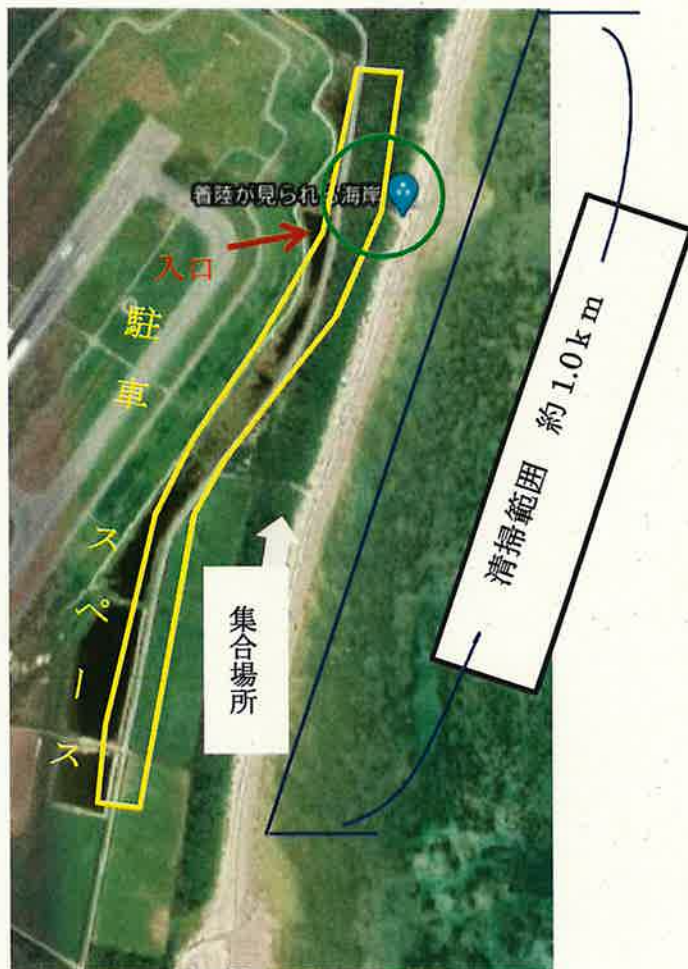 着陸が見られる海岸
入口
駐車スペース
集合場所
清掃範囲 約1.0km